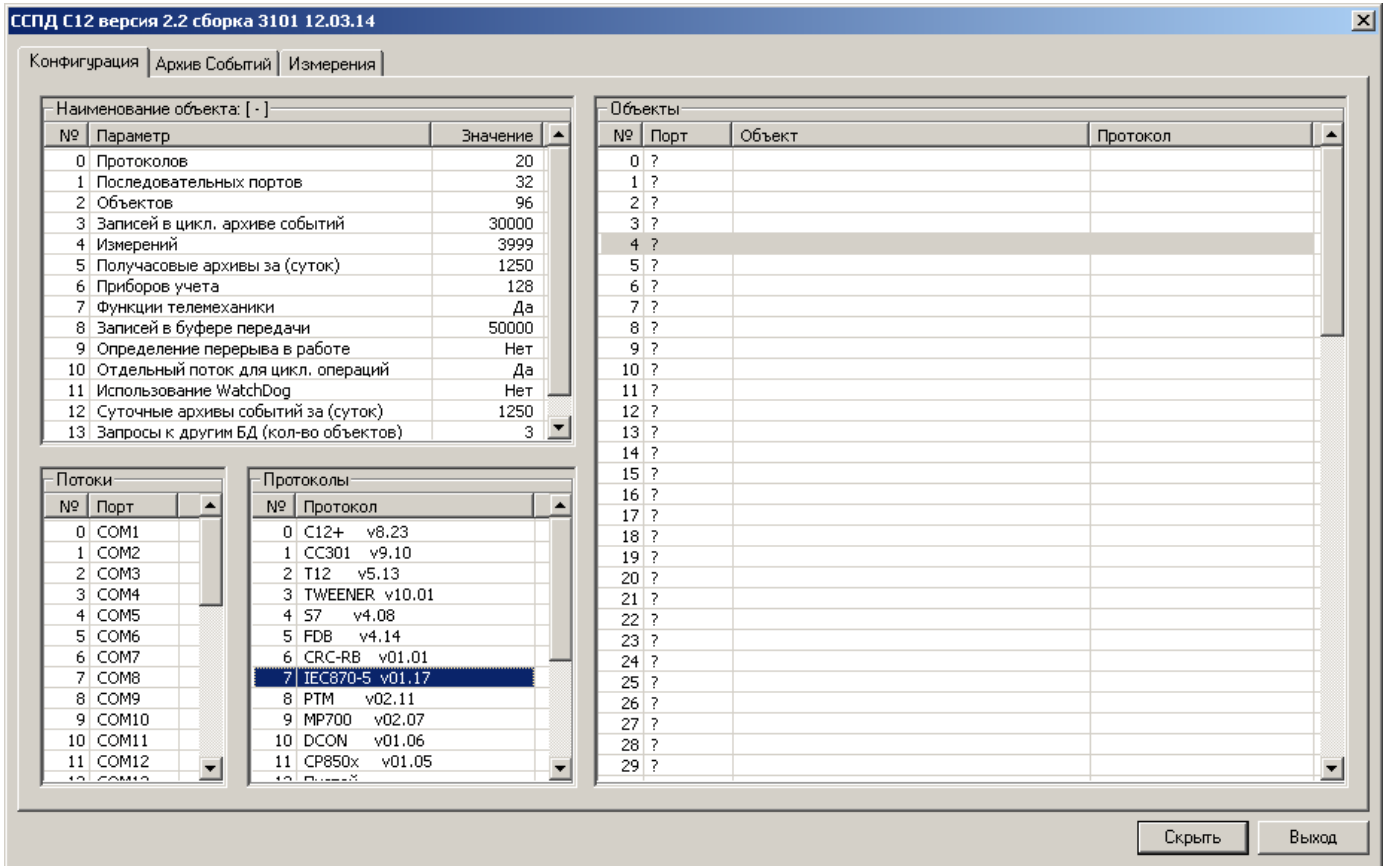 ССПД C12 версия 2.2 сборка 3101 12.03.14
Конфигурация Архив Событий Измерения
Наименование объекта: [ - ]
№ Параметр Значение
0 Протоколов 20
1 Последовательных портов 32
2 Объектов 96
3 Записей в цикл. архиве событий 30000
4 Измерений 3999
5 Получасовые архивы за (суток) 1250
6 Приборов учета 128
7 Функции телемеханики Да
8 Записей в буфере передачи 50000
9 Определение перерыва в работе Нет
10 Отдельный поток для цикл. операций Да
11 Использование WatchDog Нет
12 Суточные архивы событий за (суток) 1250
13 Запросы к другим БД (кол-во объектов) 3
Потоки
№ Порт
0 COM1
1 COM2
2 COM3
3 COM4
4 COM5
5 COM6
6 COM7
7 COM8
8 COM9
9 COM10
10 COM11
11 COM12
12 COM13
Протоколы
№ Протокол
0 C12+ v8.23
1 CC301 v9.10
2 T12 v5.13
3 TWEENER v10.01
4 S7 v4.08
5 FDB v4.14
6 CRC-RB v01.01
7 IEC870-5 v01.17
8 PTM v02.11
9 MP700 v02.07
10 DCON v01.06
11 CP850x v01.05
12 Пустой
Объекты
№ Порт Объект Протокол
0 ?
1 ?
2 ?
3 ?
4 ?
5 ?
6 ?
7 ?
8 ?
9 ?
10 ?
11 ?
12 ?
13 ?
14 ?
15 ?
16 ?
17 ?
18 ?
19 ?
20 ?
21 ?
22 ?
23 ?
24 ?
25 ?
26 ?
27 ?
28 ?
29 ?
Скрыть Выход